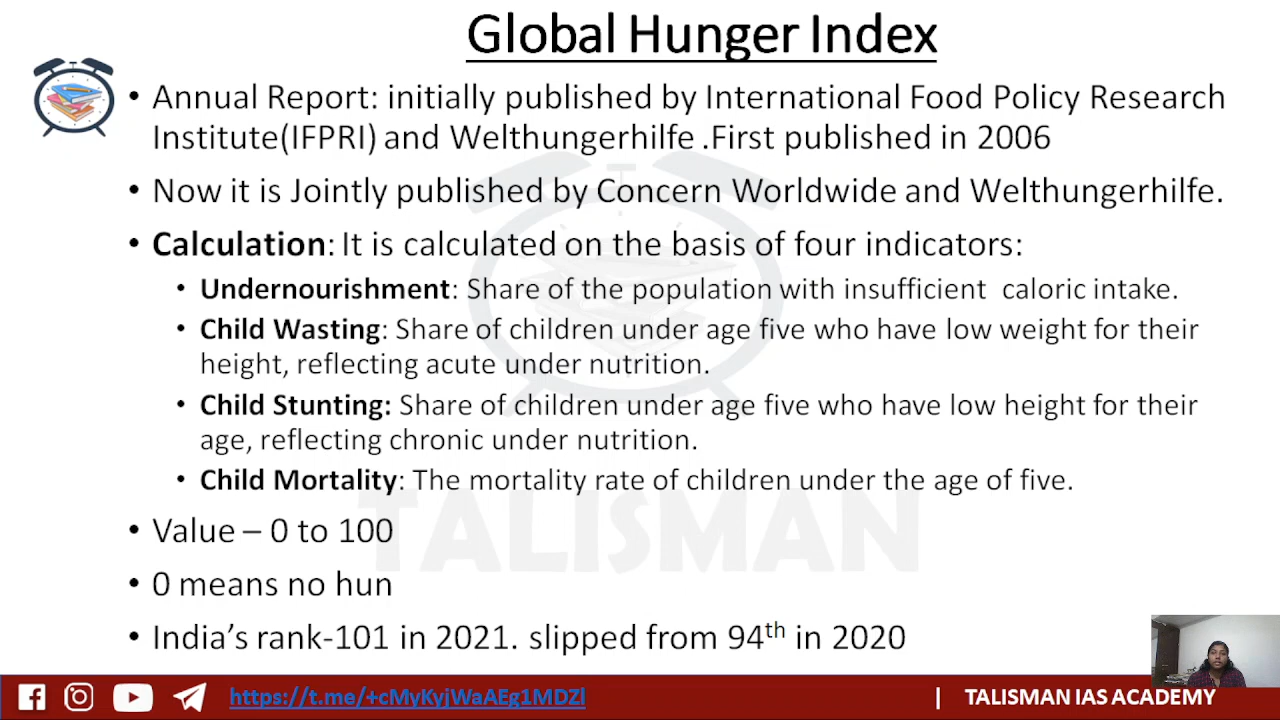 Global Hunger Index
• Annual Report: initially published by International Food Policy Research
Institute(IFPRI) and Welthungerhilfe .First published in 2006
• Now it is Jointly published by Concern Worldwide and Welthungerhilfe.
• Calculation: It is calculated on the basis of four indicators:
• Undernourishment: Share of the population with insufficient  caloric intake.
• Child Wasting: Share of children under age five who have low weight for their
height, reflecting acute under nutrition.
• Child Stunting: Share of children under age five who have low height for their
age, reflecting chronic under nutrition.
• Child Mortality: The mortality rate of children under the age of five.
TALISMAN
• Value – 0 to 100
• 0 means no hun
• India’s rank-101 in 2021. slipped from 94th in 2020
https://t.me/+cMyKyjWaAEg1MDZl
| TALISMAN IAS ACADEMY